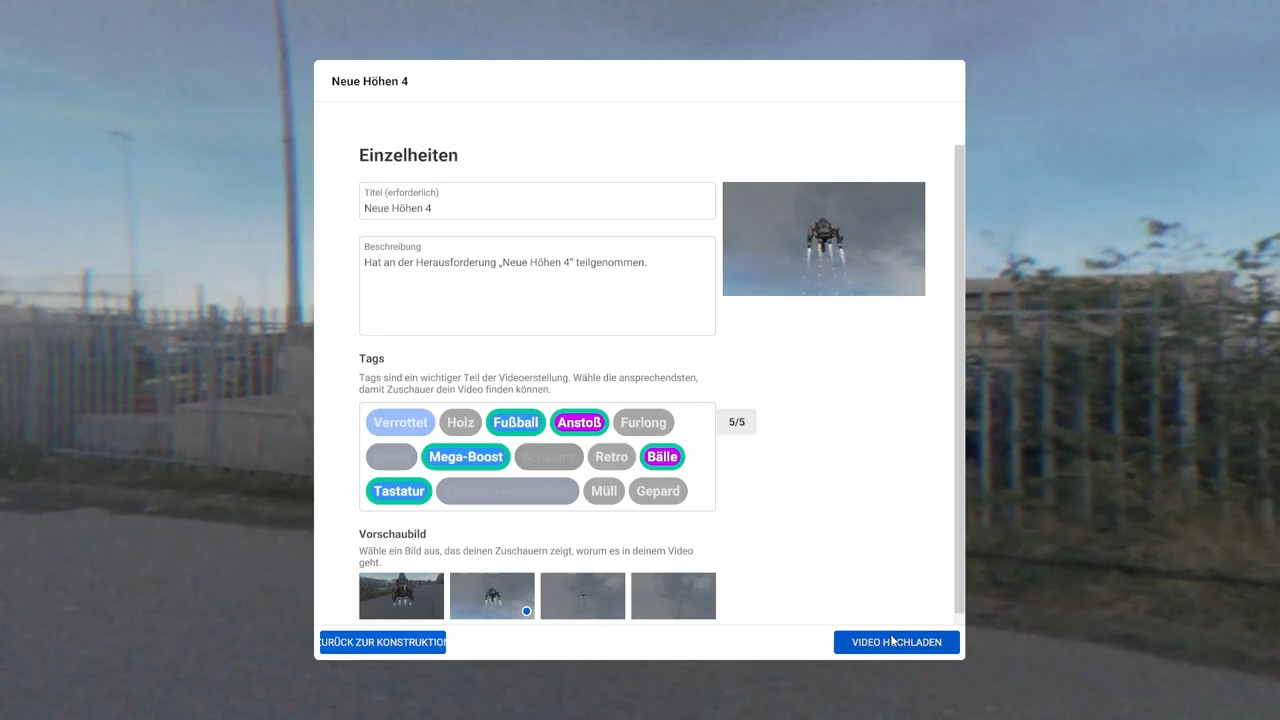 Neue Höhen 4
Einzelheiten
Titel (erforderlich)
Neue Höhen 4
Beschreibung
Hat an der Herausforderung „Neue Höhen 4" teilgenommen.
Tags
Tags sind ein wichtiger Teil der Videoerstellung. Wähle die ansprechendsten,
damit Zuschauer dein Video finden können.
Verrottet Holz Fußball Anstoß Furlong
5/5
Mega-Boost Schwanz Retro Bälle
Tastatur Müll Gepard
Vorschaubild
Wähle ein Bild aus, das deinen Zuschauern zeigt, worum es in deinem Video
geht.
URÜCK ZUR KONSTRUKTIO
VIDEO HOCHLADEN